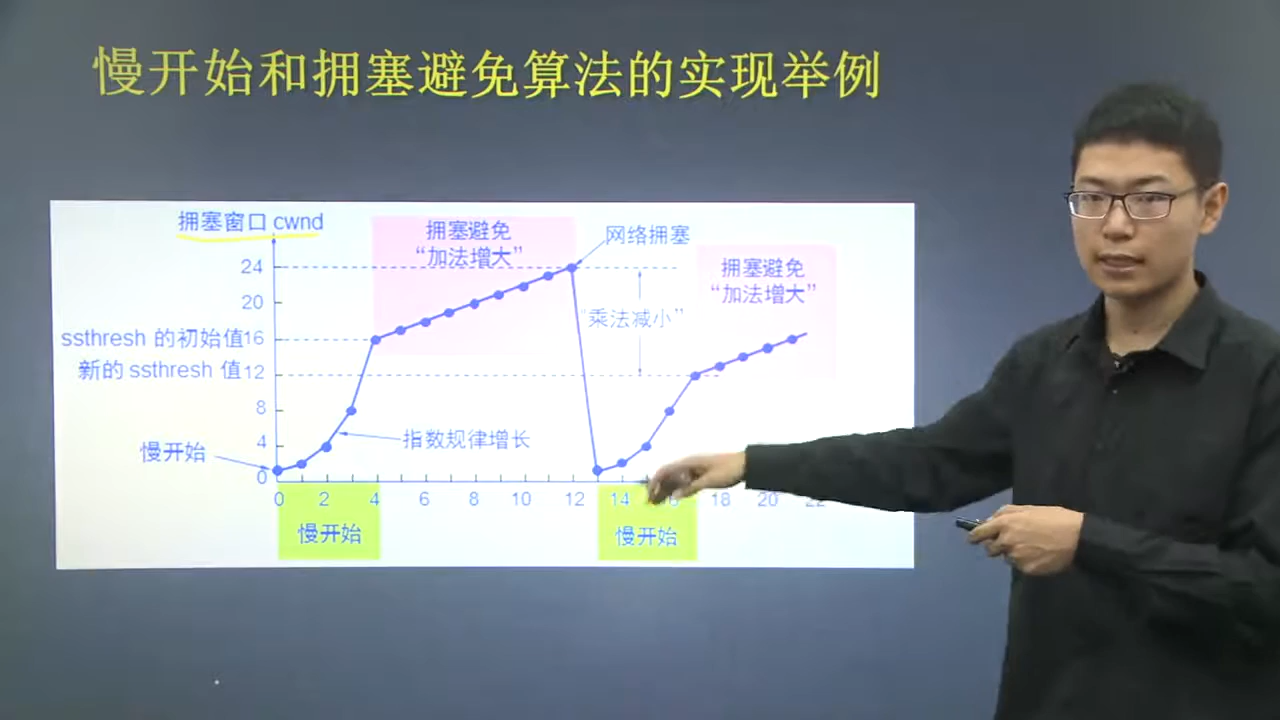 慢开始和拥塞避免算法的实现举例
拥塞窗口 cwnd
拥塞避免
“加法增大”
网络拥塞
拥塞避免
“加法增大”
24
20
“乘法减小”
ssthresh 的初始值16
新的 ssthresh 值12
8
4
指数规律增长
慢开始
0
0 2 4 6 8 10 12 14 18 20 22
慢开始
慢开始